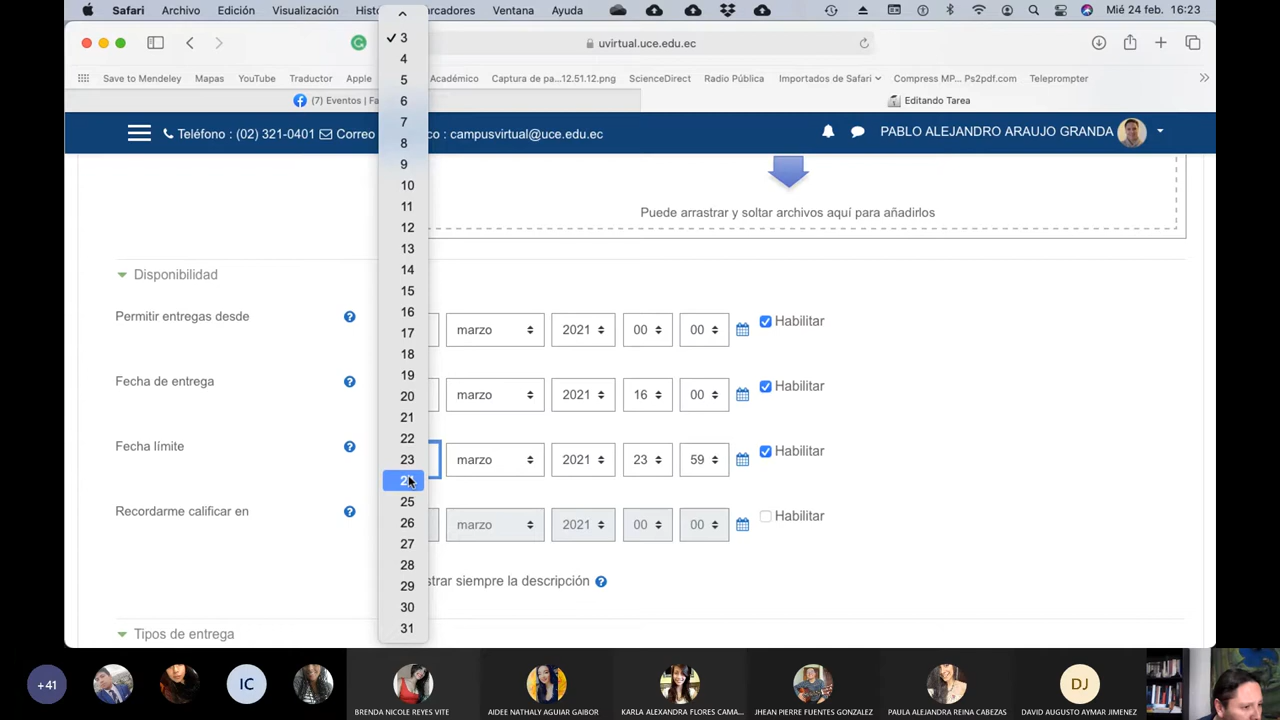 Safari Archivo Edición Visualización Hist arcadores Ventana Ayuda Mié 24 feb. 16:23
uvirtual.uce.edu.ec
Save to Mendeley Mapas YouTube Traductor Apple Académico Captura de pa...12.51.12.png ScienceDirect Radio Pública Importados de Safari Compress MP... Ps2pdf.com Teleprompter
(7) Eventos | Fa Editando Tarea
Teléfono : (02) 321-0401 Correo co : campusvirtual@uce.edu.ec PABLO ALEJANDRO ARAUJO GRANDA
Puede arrastrar y soltar archivos aquí para añadirlos
Disponibilidad
Permitir entregas desde marzo 2021 00 00 Habilitar
Fecha de entrega marzo 2021 16 00 Habilitar
Fecha límite marzo 2021 23 59 Habilitar
Recordarme calificar en marzo 2021 00 00 Habilitar
strar siempre la descripción
Tipos de entrega
✓ 3
4
5
6
7
8
9
10
11
12
13
14
15
16
17
18
19
20
21
22
23
25
26
27
28
29
30
31
+41 IC DJ
BRENDA NICOLE REYES VITE AIDEE NATHALY AGUIAR GAIBOR KARLA ALEXANDRA FLORES CAMA... JHEAN PIERRE FUENTES GONZALEZ PAULA ALEJANDRA REINA CABEZAS DAVID AUGUSTO AYMAR JIMENEZ